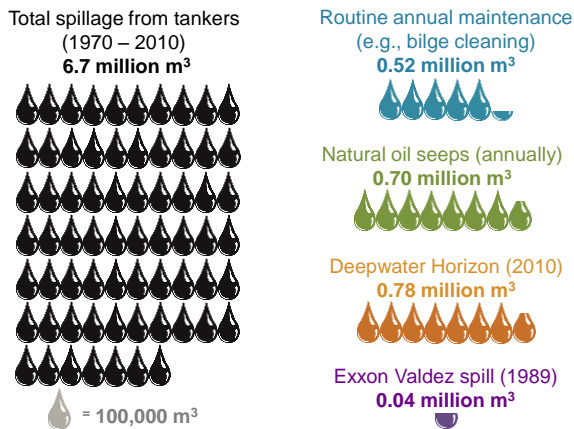 Total spillage from tankers
(1970 – 2010)
6.7 million m³
= 100,000 m³
Routine annual maintenance
(e.g., bilge cleaning)
0.52 million m³
Natural oil seeps (annually)
0.70 million m³
Deepwater Horizon (2010)
0.78 million m³
Exxon Valdez spill (1989)
0.04 million m³